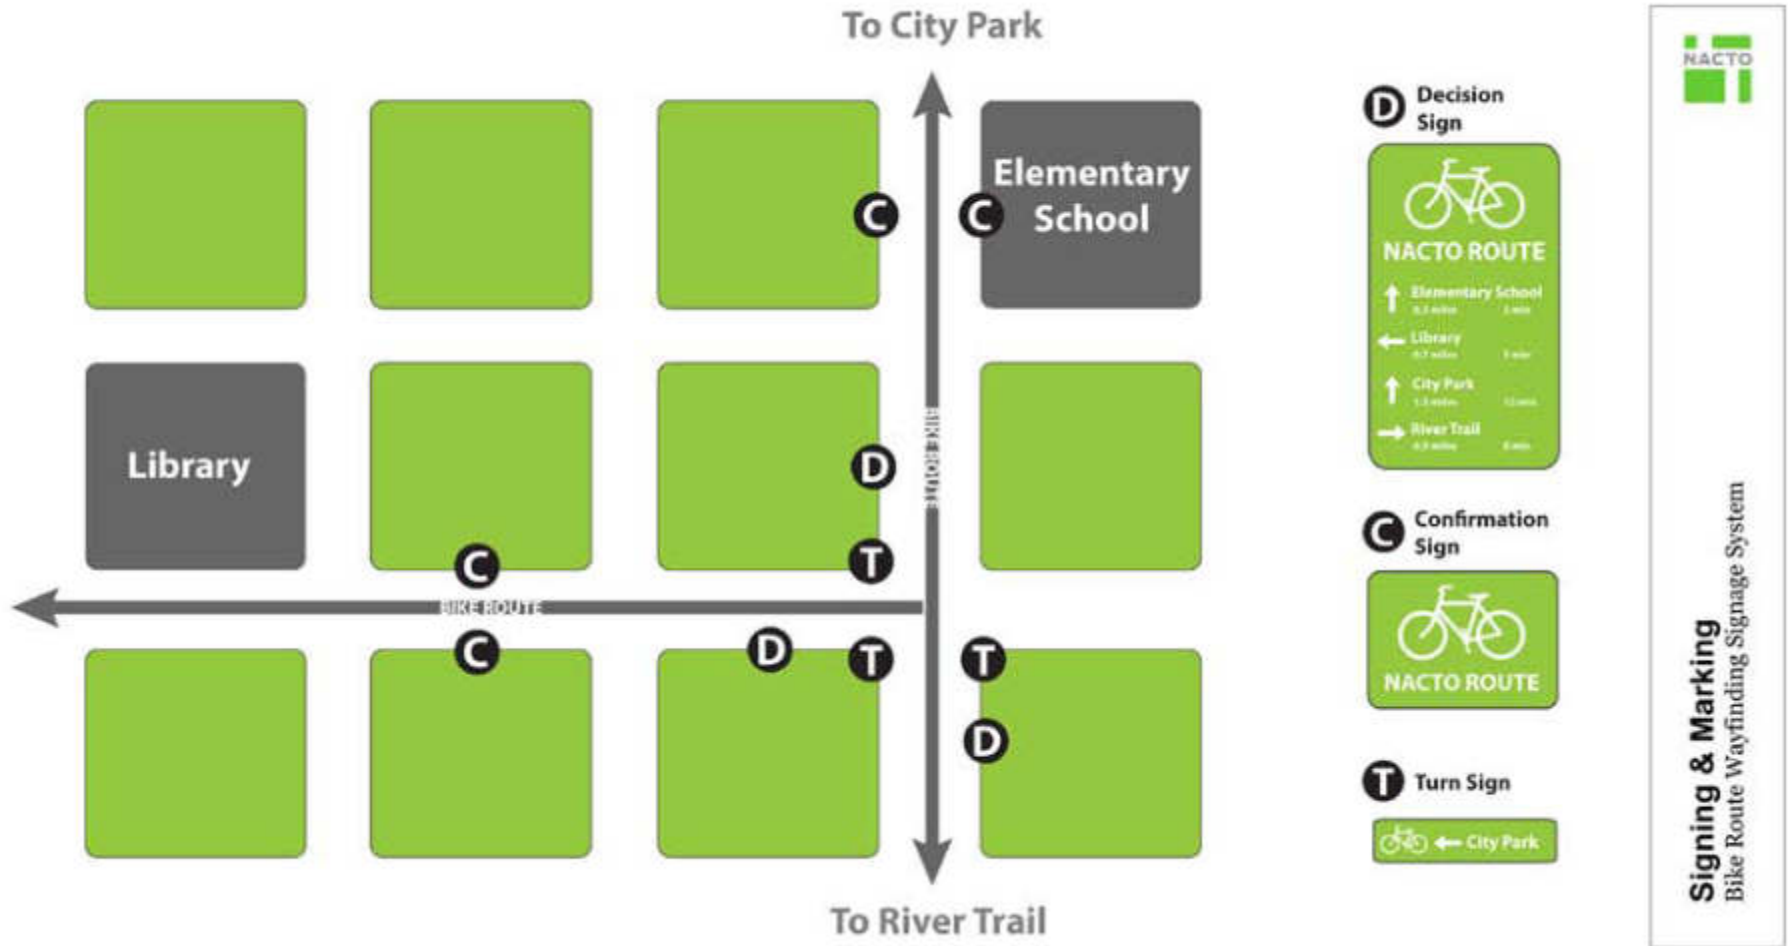 To City Park
Elementary
School
C
C
Library
D
T
C
BIKE ROUTE
BIKE ROUTE
C
D
T
T
D
To River Trail
D
Decision
Sign
NACTO ROUTE
Elementary School
Library
City Park
River Trail
C
Confirmation
Sign
NACTO ROUTE
T
Turn Sign
City Park
NACTO
Signing & Marking
Bike Route Wayfinding Signage System